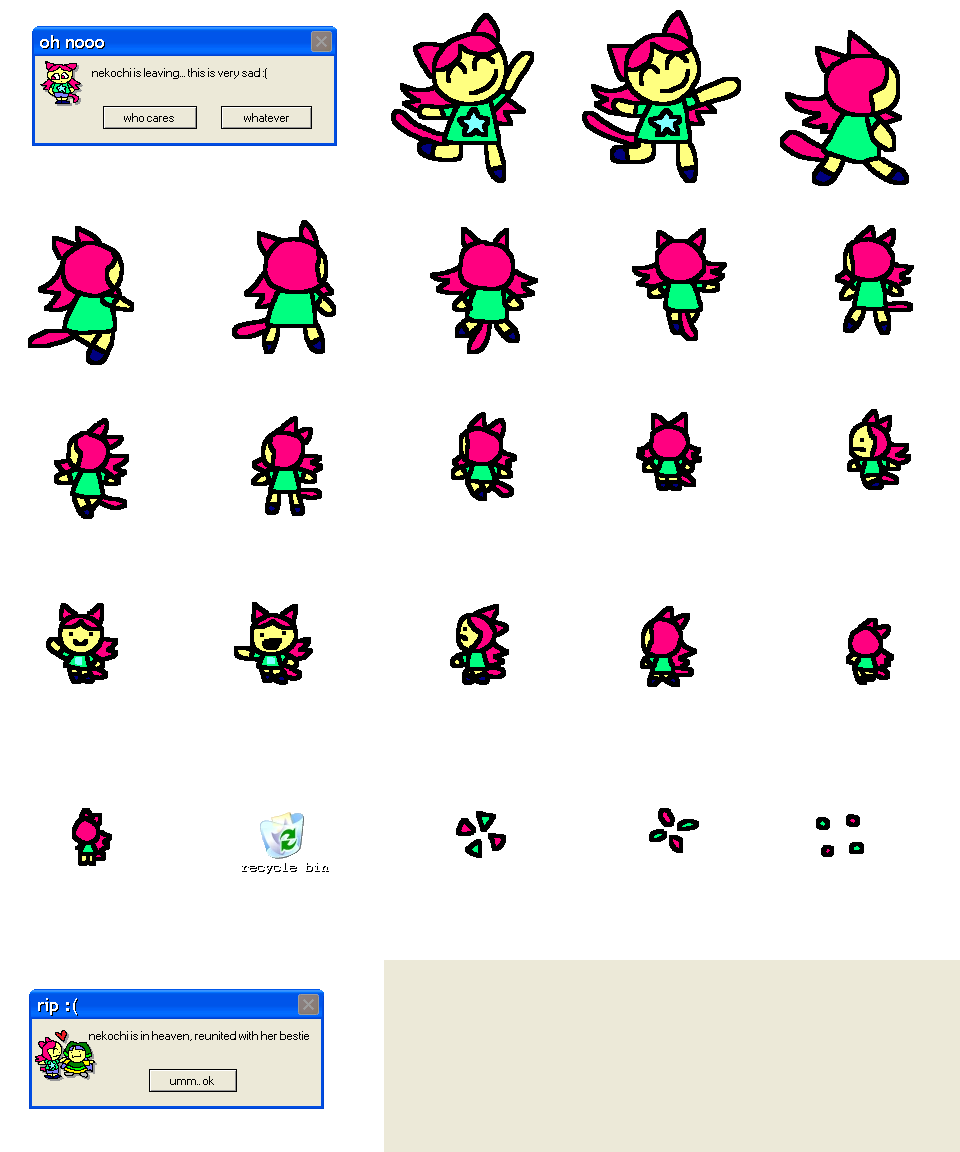 oh nooo
nekochi is leaving... this is very sad :(
who cares
whatever
recycle bin
rip :(
nekochi is in heaven, reunited with her bestie
umm.. ok